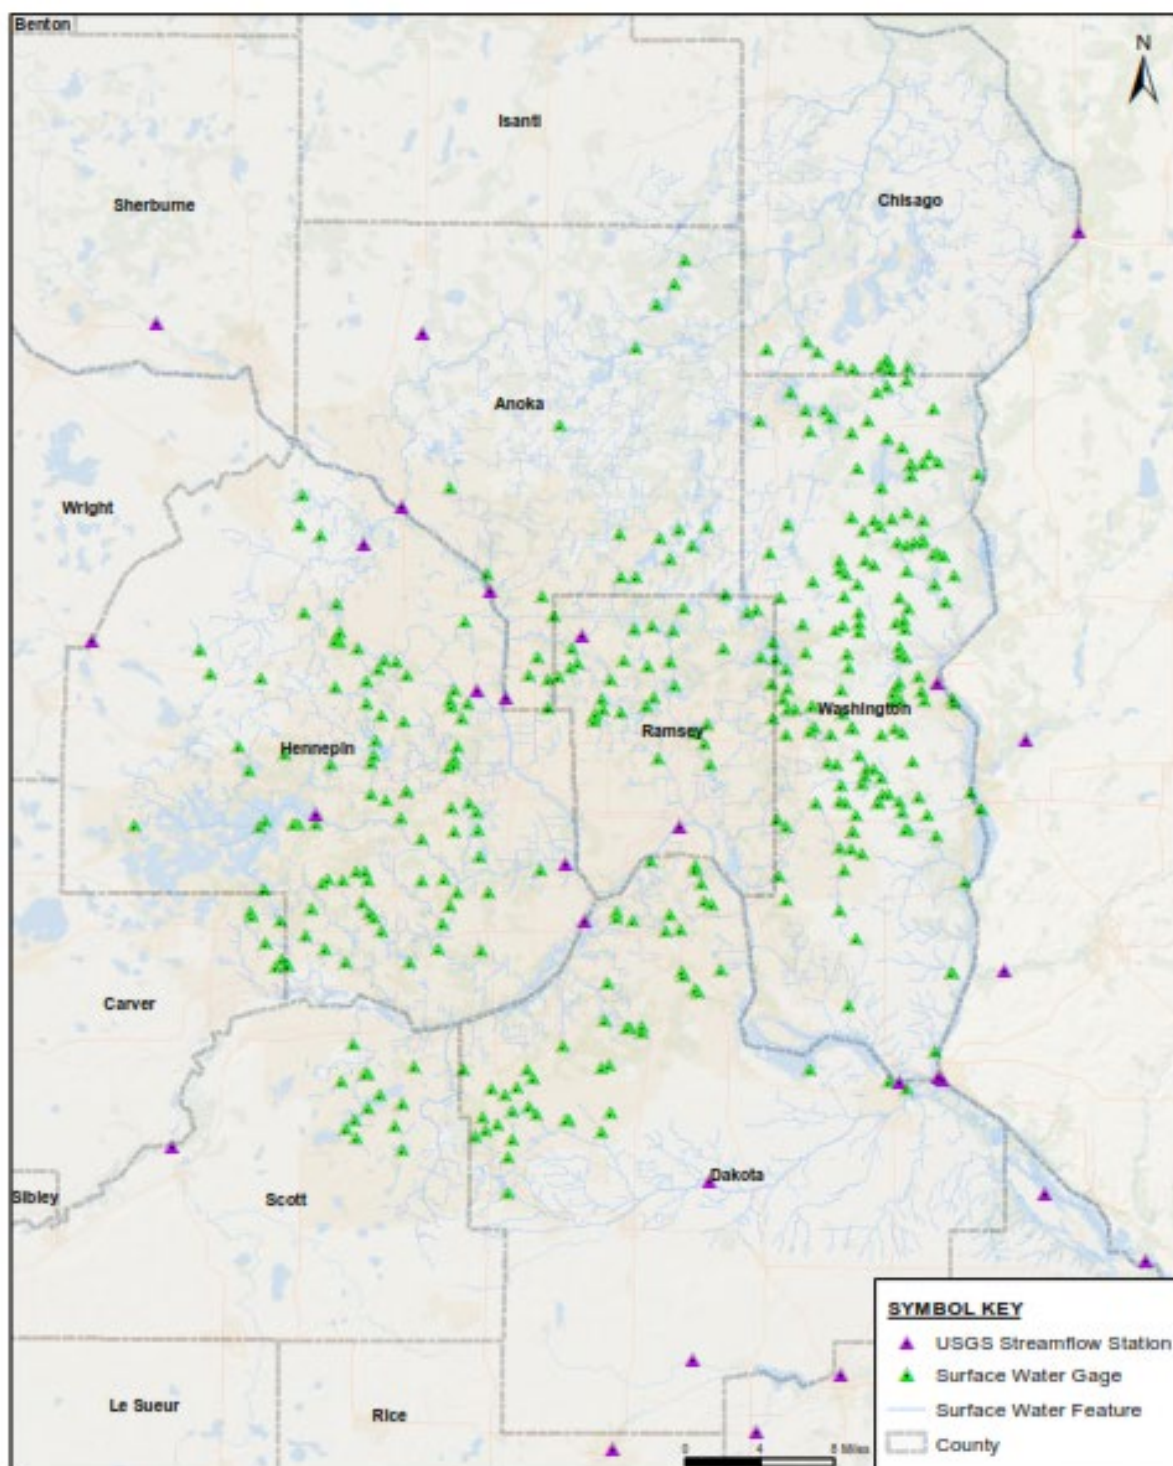 Benton
N
Isanti
Chisago
Sherburne
Anoka
Wright
Washington
Ramsey
Hennepin
Carver
Dakota
Sibley
Scott
SYMBOL KEY
USGS Streamflow Station
Surface Water Gage
Surface Water Feature
County
Le Sueur
Rice
0 4 8 Miles